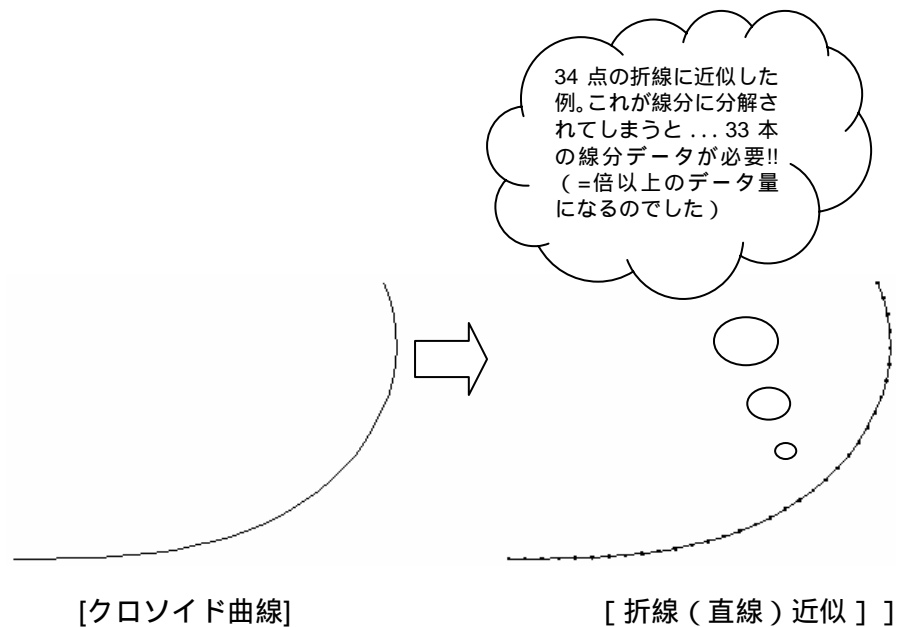 34 点の折線に近似した
例。これが線分に分解さ
れてしまうと ... 33 本
の線分データが必要!!
( =倍以上のデータ量
になるのでした )
[クロソイド曲線]
[ 折線 ( 直線 ) 近似 ] ]